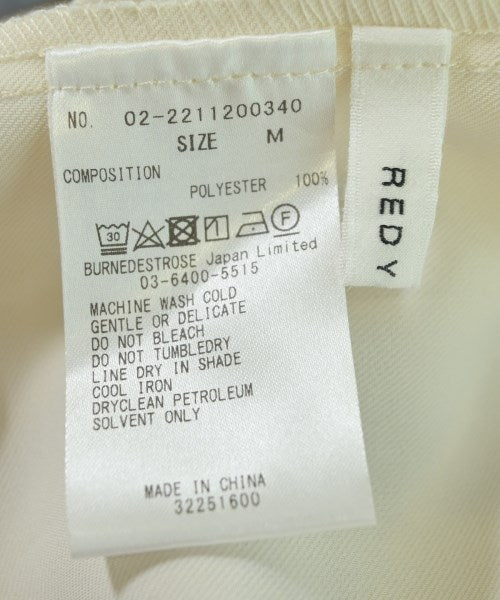 NO. 02-2211200340
SIZE M
COMPOSITION
POLYESTER 100%
30 F
BURNEDESTROSE Japan Limited
03-6400-5515
MACHINE WASH COLD
GENTLE OR DELICATE
DO NOT BLEACH
DO NOT TUMBLEDRY
LINE DRY IN SHADE
COOL IRON
DRYCLEAN PETROLEUM
SOLVENT ONLY
MADE IN CHINA
32251600
REDY